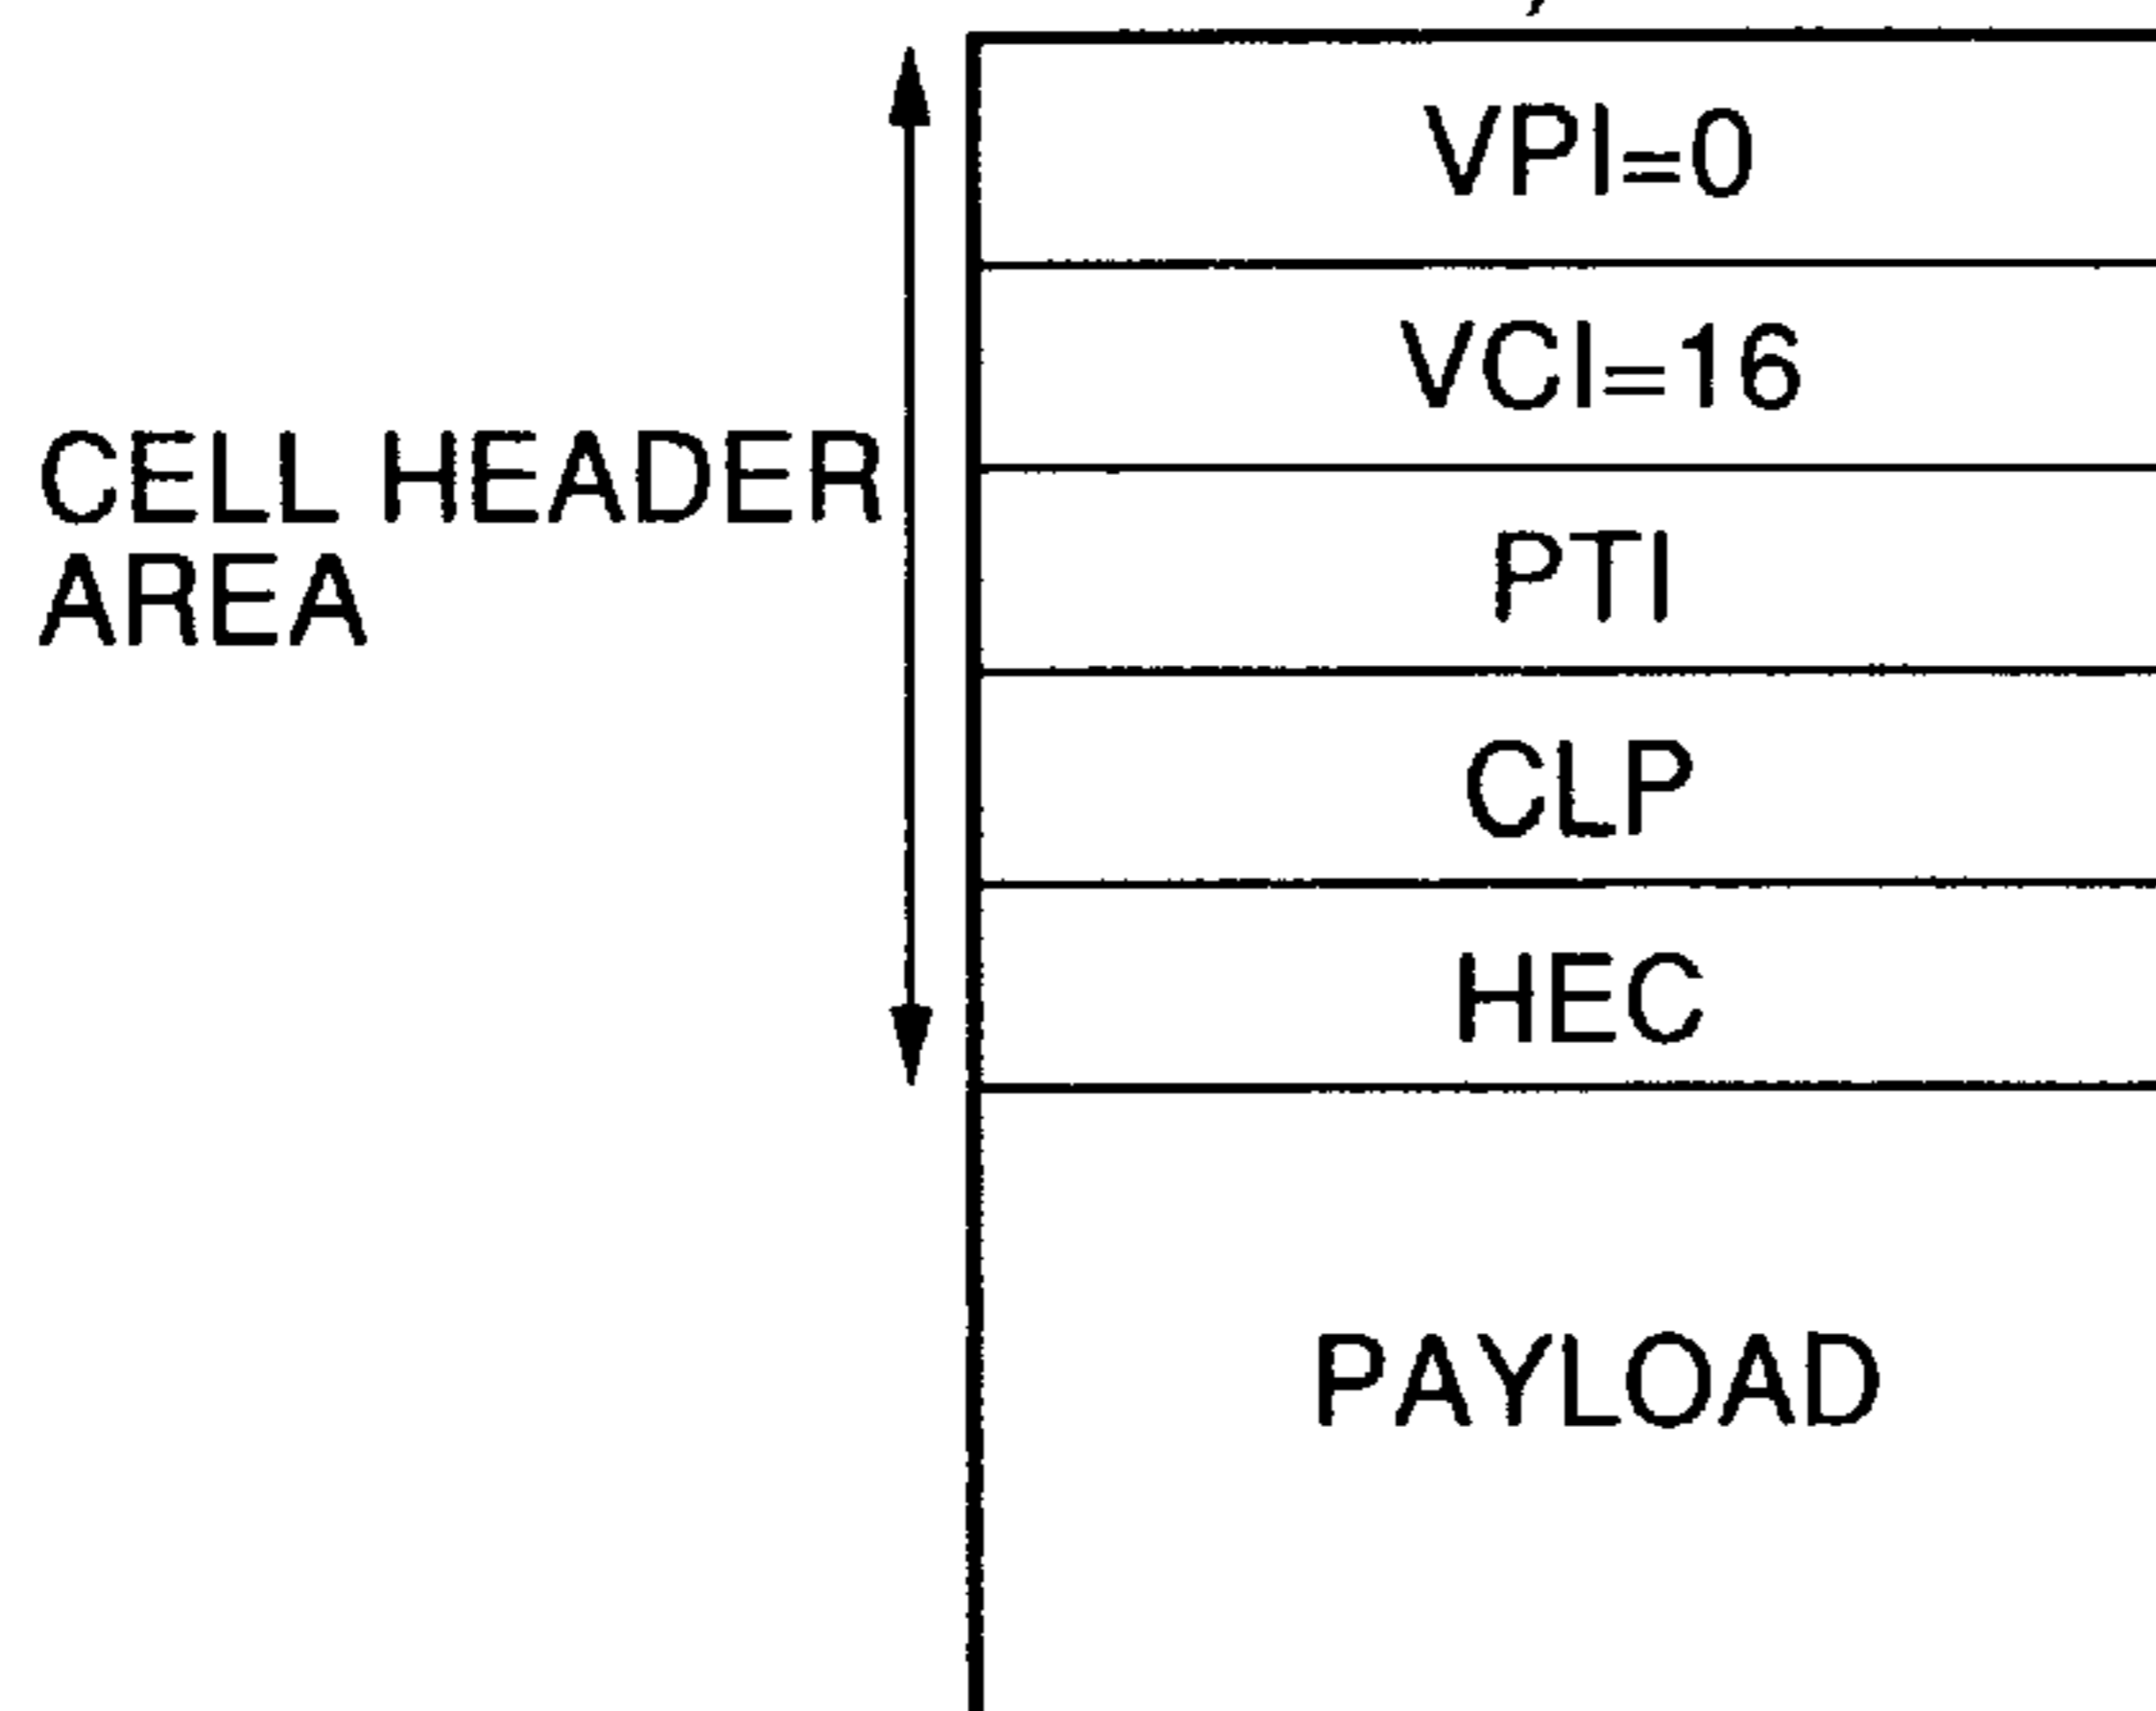 VPI=0
VCI=16
CELL HEADER
AREA
PTI
CLP
HEC
PAYLOAD